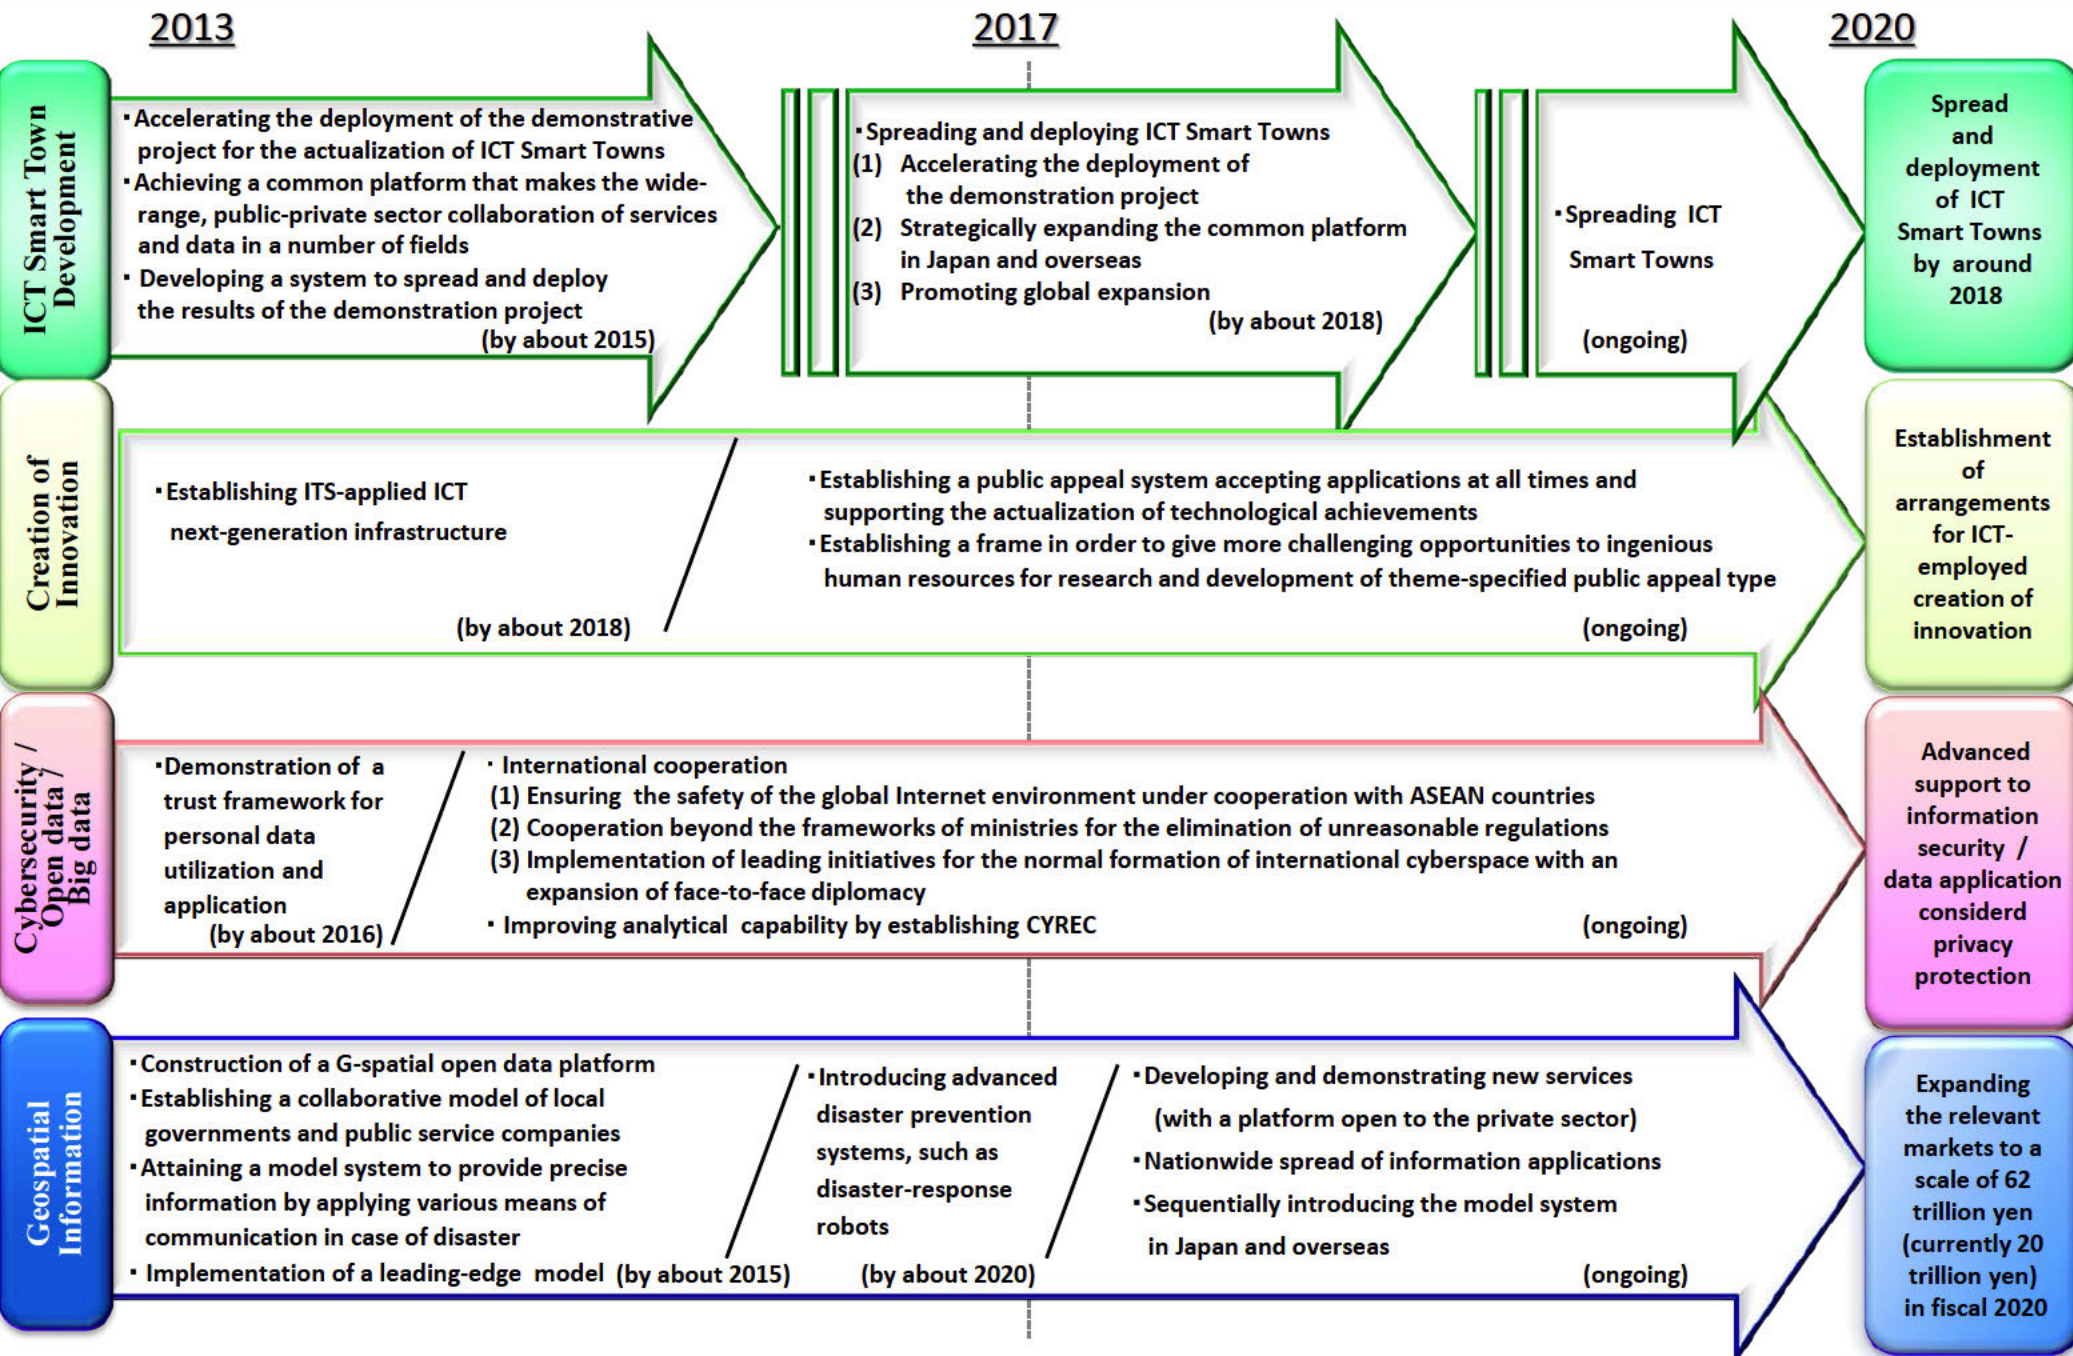 2013
2017
2020
ICT Smart Town
Development
▪Accelerating the deployment of the demonstrative
project for the actualization of ICT Smart Towns
▪Achieving a common platform that makes the wide-
range, public-private sector collaboration of services
and data in a number of fields
▪ Developing a system to spread and deploy
the results of the demonstration project
(by about 2015)
▪Spreading and deploying ICT Smart Towns
(1) Accelerating the deployment of
the demonstration project
(2) Strategically expanding the common platform
in Japan and overseas
(3) Promoting global expansion
(by about 2018)
▪Spreading ICT
Smart Towns
(ongoing)
Spread
and
deployment
of ICT
Smart Towns
by around
2018
Creation of
Innovation
▪Establishing ITS-applied ICT
next-generation infrastructure
(by about 2018)
▪Establishing a public appeal system accepting applications at all times and
supporting the actualization of technological achievements
▪Establishing a frame in order to give more challenging opportunities to ingenious
human resources for research and development of theme-specified public appeal type
(ongoing)
Establishment
of
arrangements
for ICT-
employed
creation of
innovation
Cybersecurity /
Open data /
Big data
▪Demonstration of a
trust framework for
personal data
utilization and
application
(by about 2016)
▪ International cooperation
(1) Ensuring the safety of the global Internet environment under cooperation with ASEAN countries
(2) Cooperation beyond the frameworks of ministries for the elimination of unreasonable regulations
(3) Implementation of leading initiatives for the normal formation of international cyberspace with an
expansion of face-to-face diplomacy
▪ Improving analytical capability by establishing CYREC
(ongoing)
Advanced
support to
information
security /
data application
considerd
privacy
protection
Geospatial
Information
▪Construction of a G-spatial open data platform
▪Establishing a collaborative model of local
governments and public service companies
▪Attaining a model system to provide precise
information by applying various means of
communication in case of disaster
▪ Implementation of a leading-edge model (by about 2015)
▪Introducing advanced
disaster prevention
systems, such as
disaster-response
robots
(by about 2020)
▪Developing and demonstrating new services
(with a platform open to the private sector)
▪Nationwide spread of information applications
▪Sequentially introducing the model system
in Japan and overseas
(ongoing)
Expanding
the relevant
markets to a
scale of 62
trillion yen
(currently 20
trillion yen)
in fiscal 2020